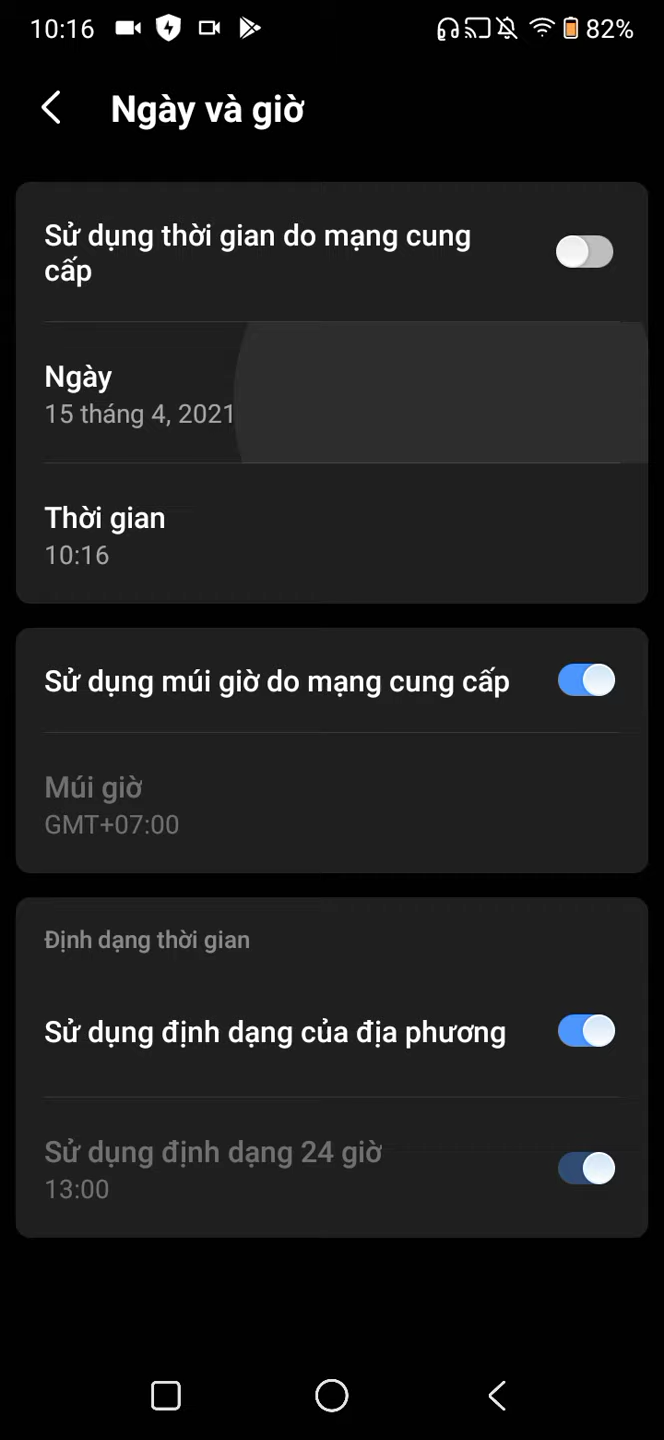 10:16 82%
Ngày và giờ
Sử dụng thời gian do mạng cung
cấp
Ngày
15 tháng 4, 2021
Thời gian
10:16
Sử dụng múi giờ do mạng cung cấp
Múi giờ
GMT+07:00
Định dạng thời gian
Sử dụng định dạng của địa phương
Sử dụng định dạng 24 giờ
13:00